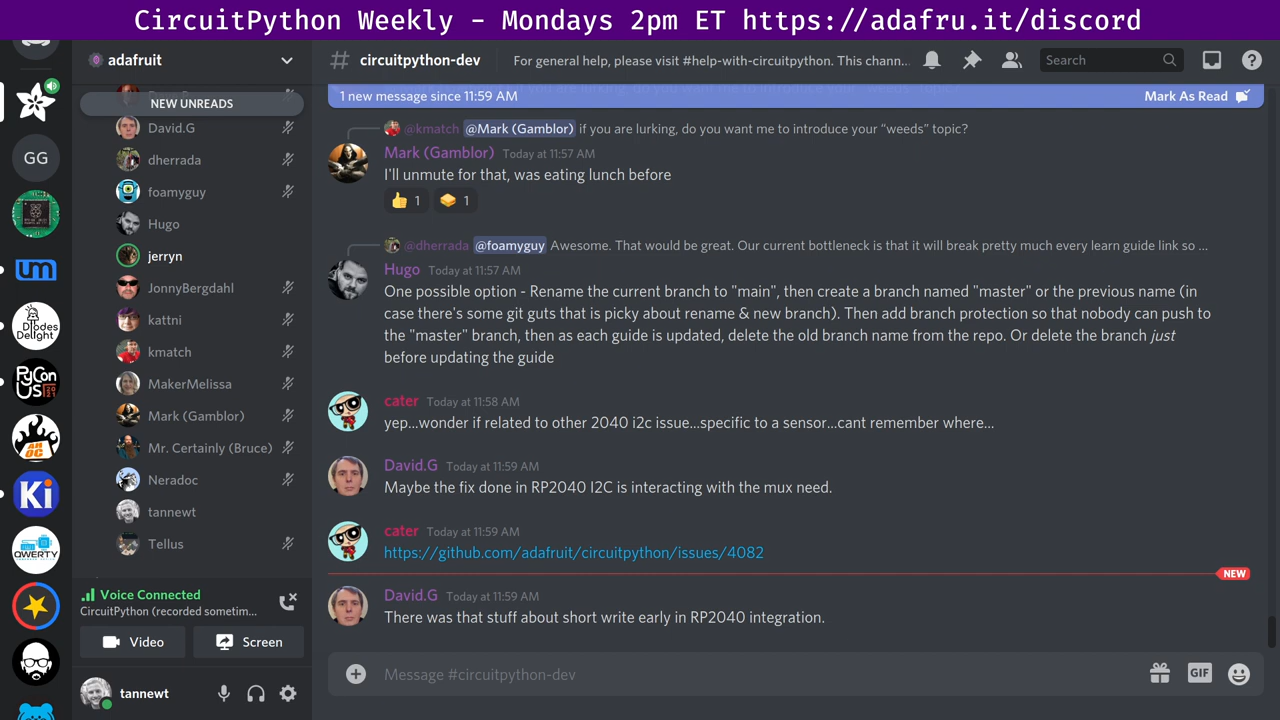 CircuitPython Weekly - Mondays 2pm ET https://adafru.it/discord
adafruit
# circuitpython-dev
For general help, please visit #help-with-circuitpython. This chann...
Search
NEW UNREADS
1 new message since 11:59 AM
Mark As Read
David.G
dherrada
foamyguy
Hugo
jerryn
JonnyBergdahl
kattni
kmatch
MakerMelissa
Mark (Gamblor)
Mr. Certainly (Bruce)
Neradoc
tannewt
Tellus
Voice Connected
CircuitPython (recorded sometim...
Video
Screen
tannewt
GG
um
Diodes
Delight
PyCon
US
2021
AHOC
Ki
QWERTY
@kmatch @Mark (Gamblor) if you are lurking, do you want me to introduce your “weeds” topic?
Mark (Gamblor) Today at 11:57 AM
I'll unmute for that, was eating lunch before
1
1
@dherrada @foamyguy Awesome. That would be great. Our current bottleneck is that it will break pretty much every learn guide link so ...
Hugo Today at 11:57 AM
One possible option - Rename the current branch to "main", then create a branch named "master" or the previous name (in
case there's some git guts that is picky about rename & new branch). Then add branch protection so that nobody can push to
the "master" branch, then as each guide is updated, delete the old branch name from the repo. Or delete the branch just
before updating the guide
cater Today at 11:58 AM
yep...wonder if related to other 2040 i2c issue...specific to a sensor...cant remember where...
David.G Today at 11:59 AM
Maybe the fix done in RP2040 I2C is interacting with the mux need.
cater Today at 11:59 AM
https://github.com/adafruit/circuitpython/issues/4082
NEW
David.G Today at 11:59 AM
There was that stuff about short write early in RP2040 integration.
Message #circuitpython-dev
GIF